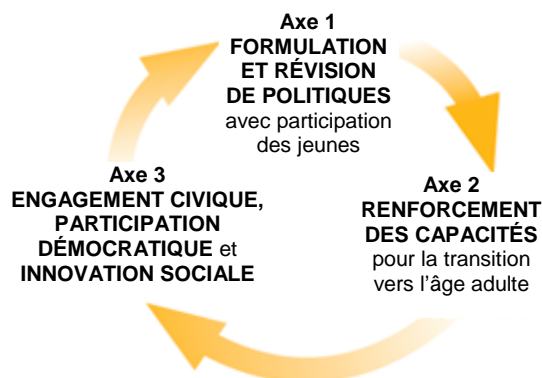 Axe 1
FORMULATION
ET RÉVISION
DE POLITIQUES
avec participation
des jeunes
Axe 2
RENFORCEMENT
DES CAPACITÉS
pour la transition
vers l’âge adulte
Axe 3
ENGAGEMENT CIVIQUE,
PARTICIPATION
DÉMOCRATIQUE et
INNOVATION SOCIALE